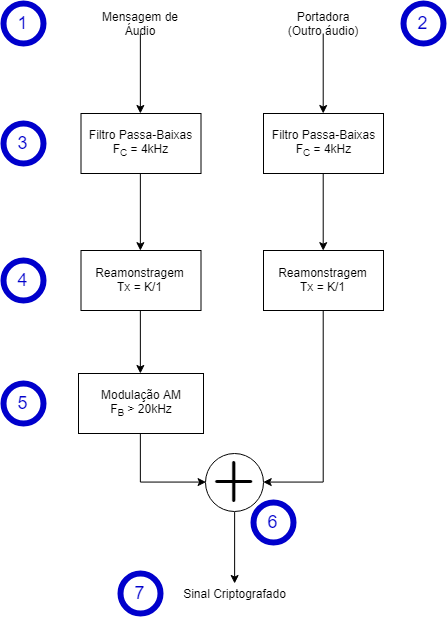 1
Mensagem de
Áudio
Portadora
(Outro áudio)
2
3
Filtro Passa-Baixas
FC = 4kHz
Filtro Passa-Baixas
FC = 4kHz
4
Reamonstragem
TX = K/1
Reamonstragem
TX = K/1
5
Modulação AM
FB > 20kHz
6
7
Sinal Criptografado